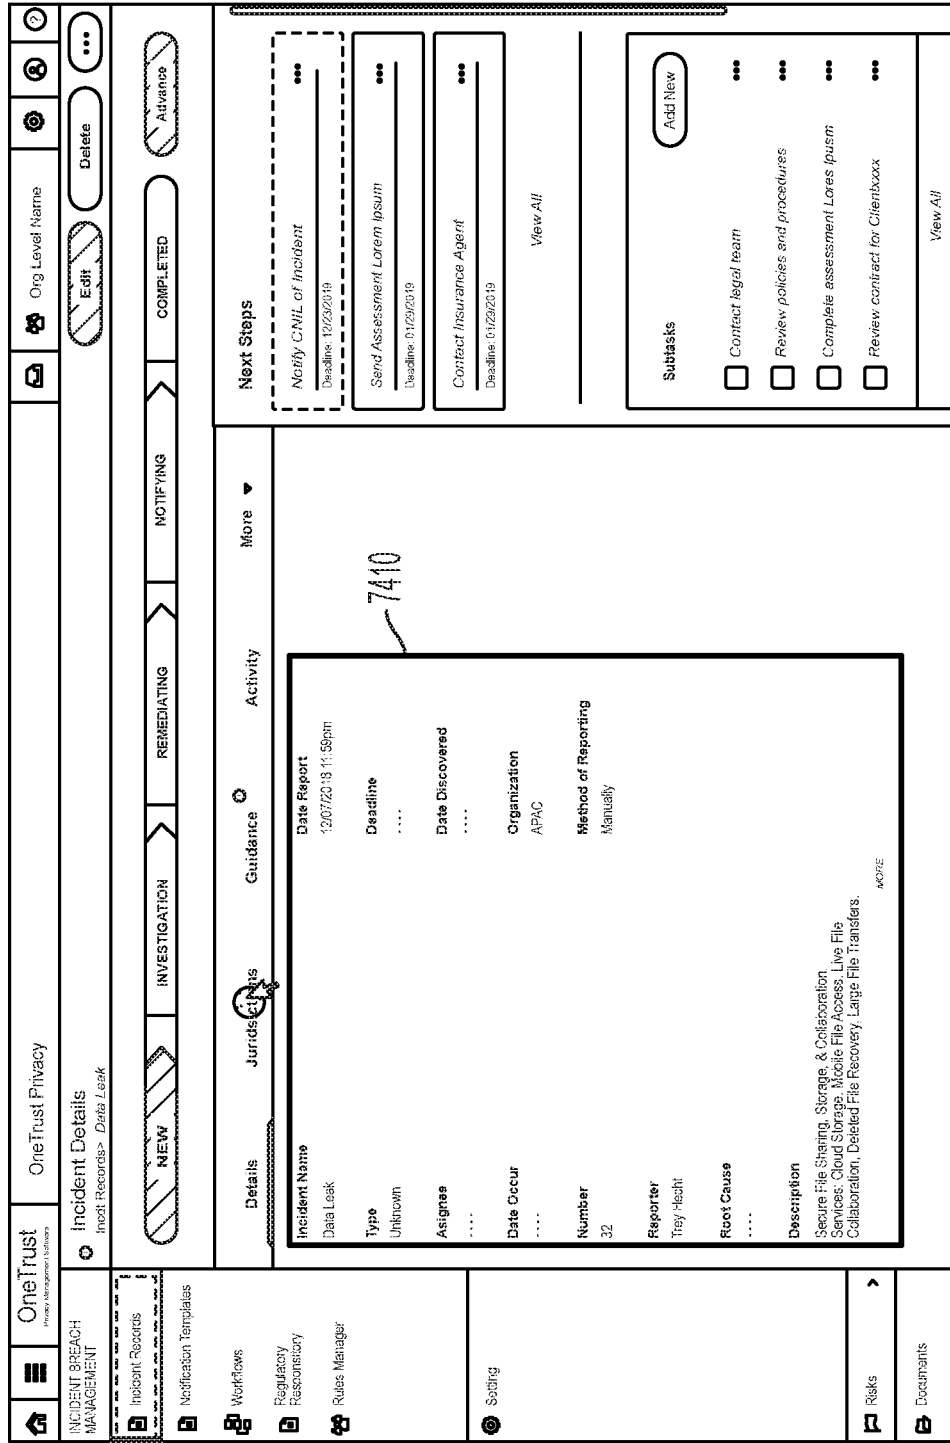 OneTrust
Privacy Management Software
OneTrust Privacy
Org Level Name
?
INCIDENT BREACH
MANAGEMENT
Incident Records
Notification Templates
Workflows
Regulatory
Responsitory
Rules Manager
Setting
Risks
Documents
Incident Details
Incdt Records> Data Leak
Edit
Delete
NEW
INVESTIGATION
REMEDIATING
NOTIFYING
COMPLETED
Advance
Details
Guidance
Activity
More
Incident Name
Data Leak
Date Report
12/07/2018 11:59pm
Type
Unknown
Deadline
- - - -
Asignee
- - - -
Date Discovered
- - - -
Date Occur
- - - -
Organization
APAC
Number
32
Method of Reporting
Manually
Reporter
Trey Hecht
Root Cause
- - - -
Description
Secure File Sharing, Storage, & Collaboration
Services: Cloud Storage. Mobile File Access. Live File
Collaboration, Deleted File Recovery. Large File Transfers.
MORE
7410
Next Steps
Notify CNIL of Incident
Deadline: 12/23/2019
Send Assessment Lorem Ipsum
Deadline: 01/29/2019
Contact Insurance Agent
Deadline: 01/29/2019
View All
Subtasks
Add New
Contact legal team
Review policies and procedures
Complete assessment Lores Ipusm
Review contract for Clientxxxx
View All